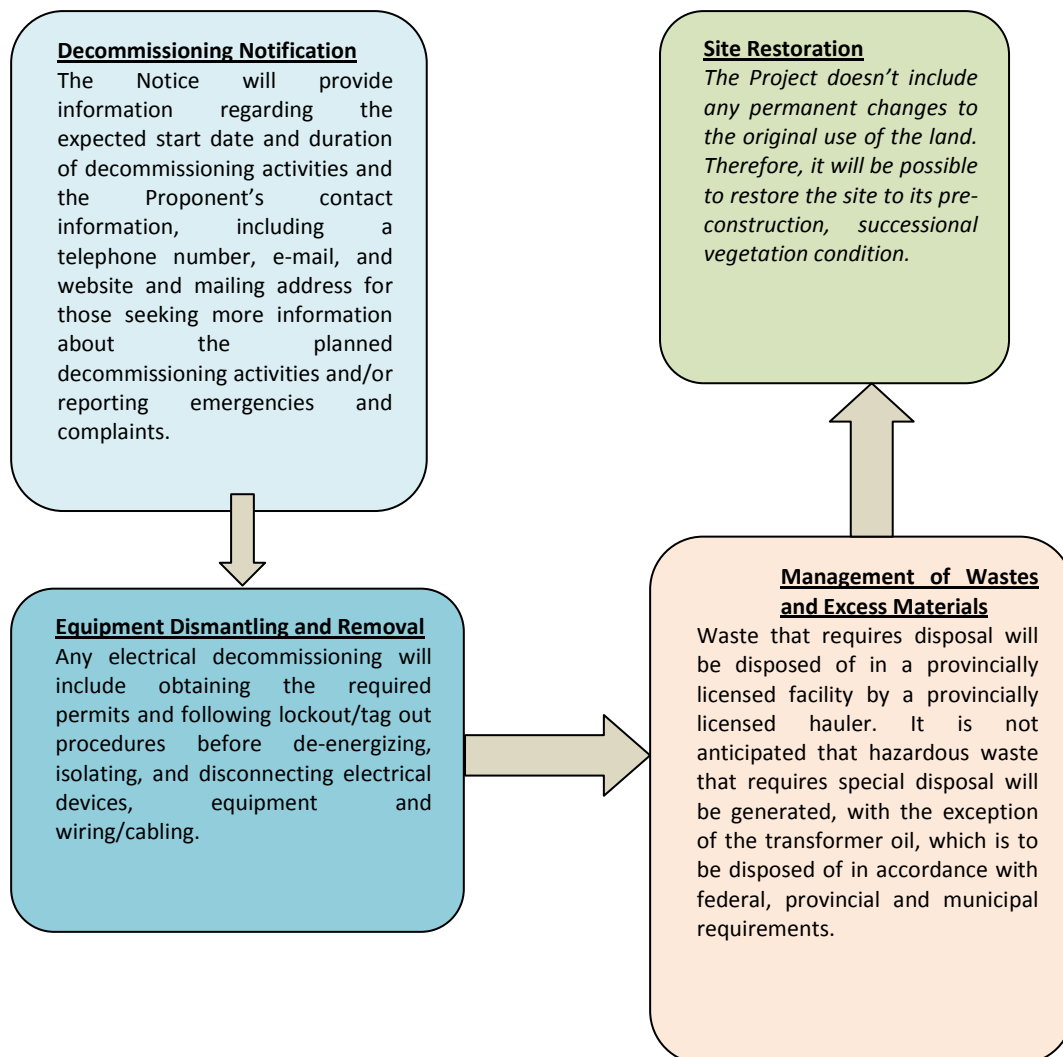 Decommissioning Notification
The Notice will provide
information regarding the
expected start date and duration
of decommissioning activities and
the Proponent’s contact
information, including a
telephone number, e-mail, and
website and mailing address for
those seeking more information
about the planned
decommissioning activities and/or
reporting emergencies and
complaints.
Equipment Dismantling and Removal
Any electrical decommissioning will
include obtaining the required
permits and following lockout/tag out
procedures before de-energizing,
isolating, and disconnecting electrical
devices, equipment and
wiring/cabling.
Management of Wastes
and Excess Materials
Waste that requires disposal will
be disposed of in a provincially
licensed facility by a provincially
licensed hauler. It is not
anticipated that hazardous waste
that requires special disposal will
be generated, with the exception
of the transformer oil, which is to
be disposed of in accordance with
federal, provincial and municipal
requirements.
Site Restoration
The Project doesn’t include
any permanent changes to
the original use of the land.
Therefore, it will be possible
to restore the site to its pre-
construction, successional
vegetation condition.